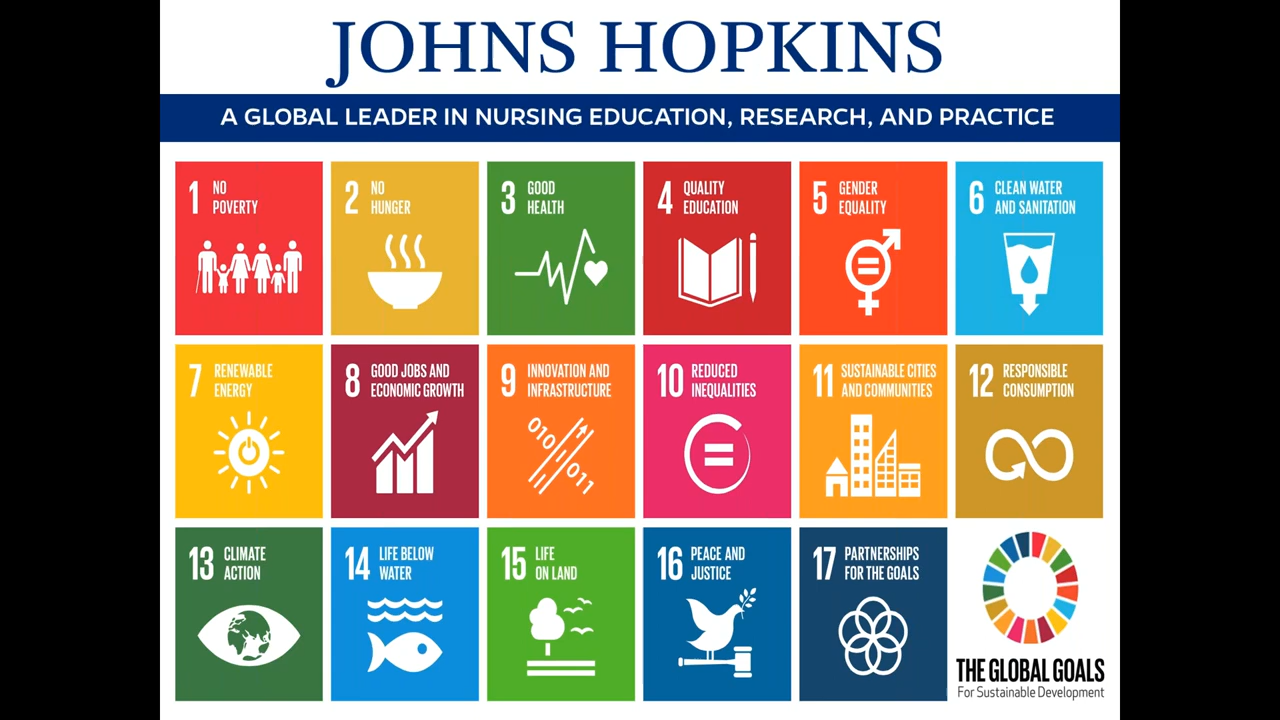 JOHNS HOPKINS
A GLOBAL LEADER IN NURSING EDUCATION, RESEARCH, AND PRACTICE
1 NO
POVERTY
2 NO
HUNGER
3 GOOD
HEALTH
4 QUALITY
EDUCATION
5 GENDER
EQUALITY
6 CLEAN WATER
AND SANITATION
7 RENEWABLE
ENERGY
8 GOOD JOBS AND
ECONOMIC GROWTH
9 INNOVATION AND
INFRASTRUCTURE
010
011
10 REDUCED
INEQUALITIES
11 SUSTAINABLE CITIES
AND COMMUNITIES
12 RESPONSIBLE
CONSUMPTION
13 CLIMATE
ACTION
14 LIFE BELOW
WATER
15 LIFE
ON LAND
16 PEACE AND
JUSTICE
17 PARTNERSHIPS
FOR THE GOALS
THE GLOBAL GOALS
For Sustainable Development